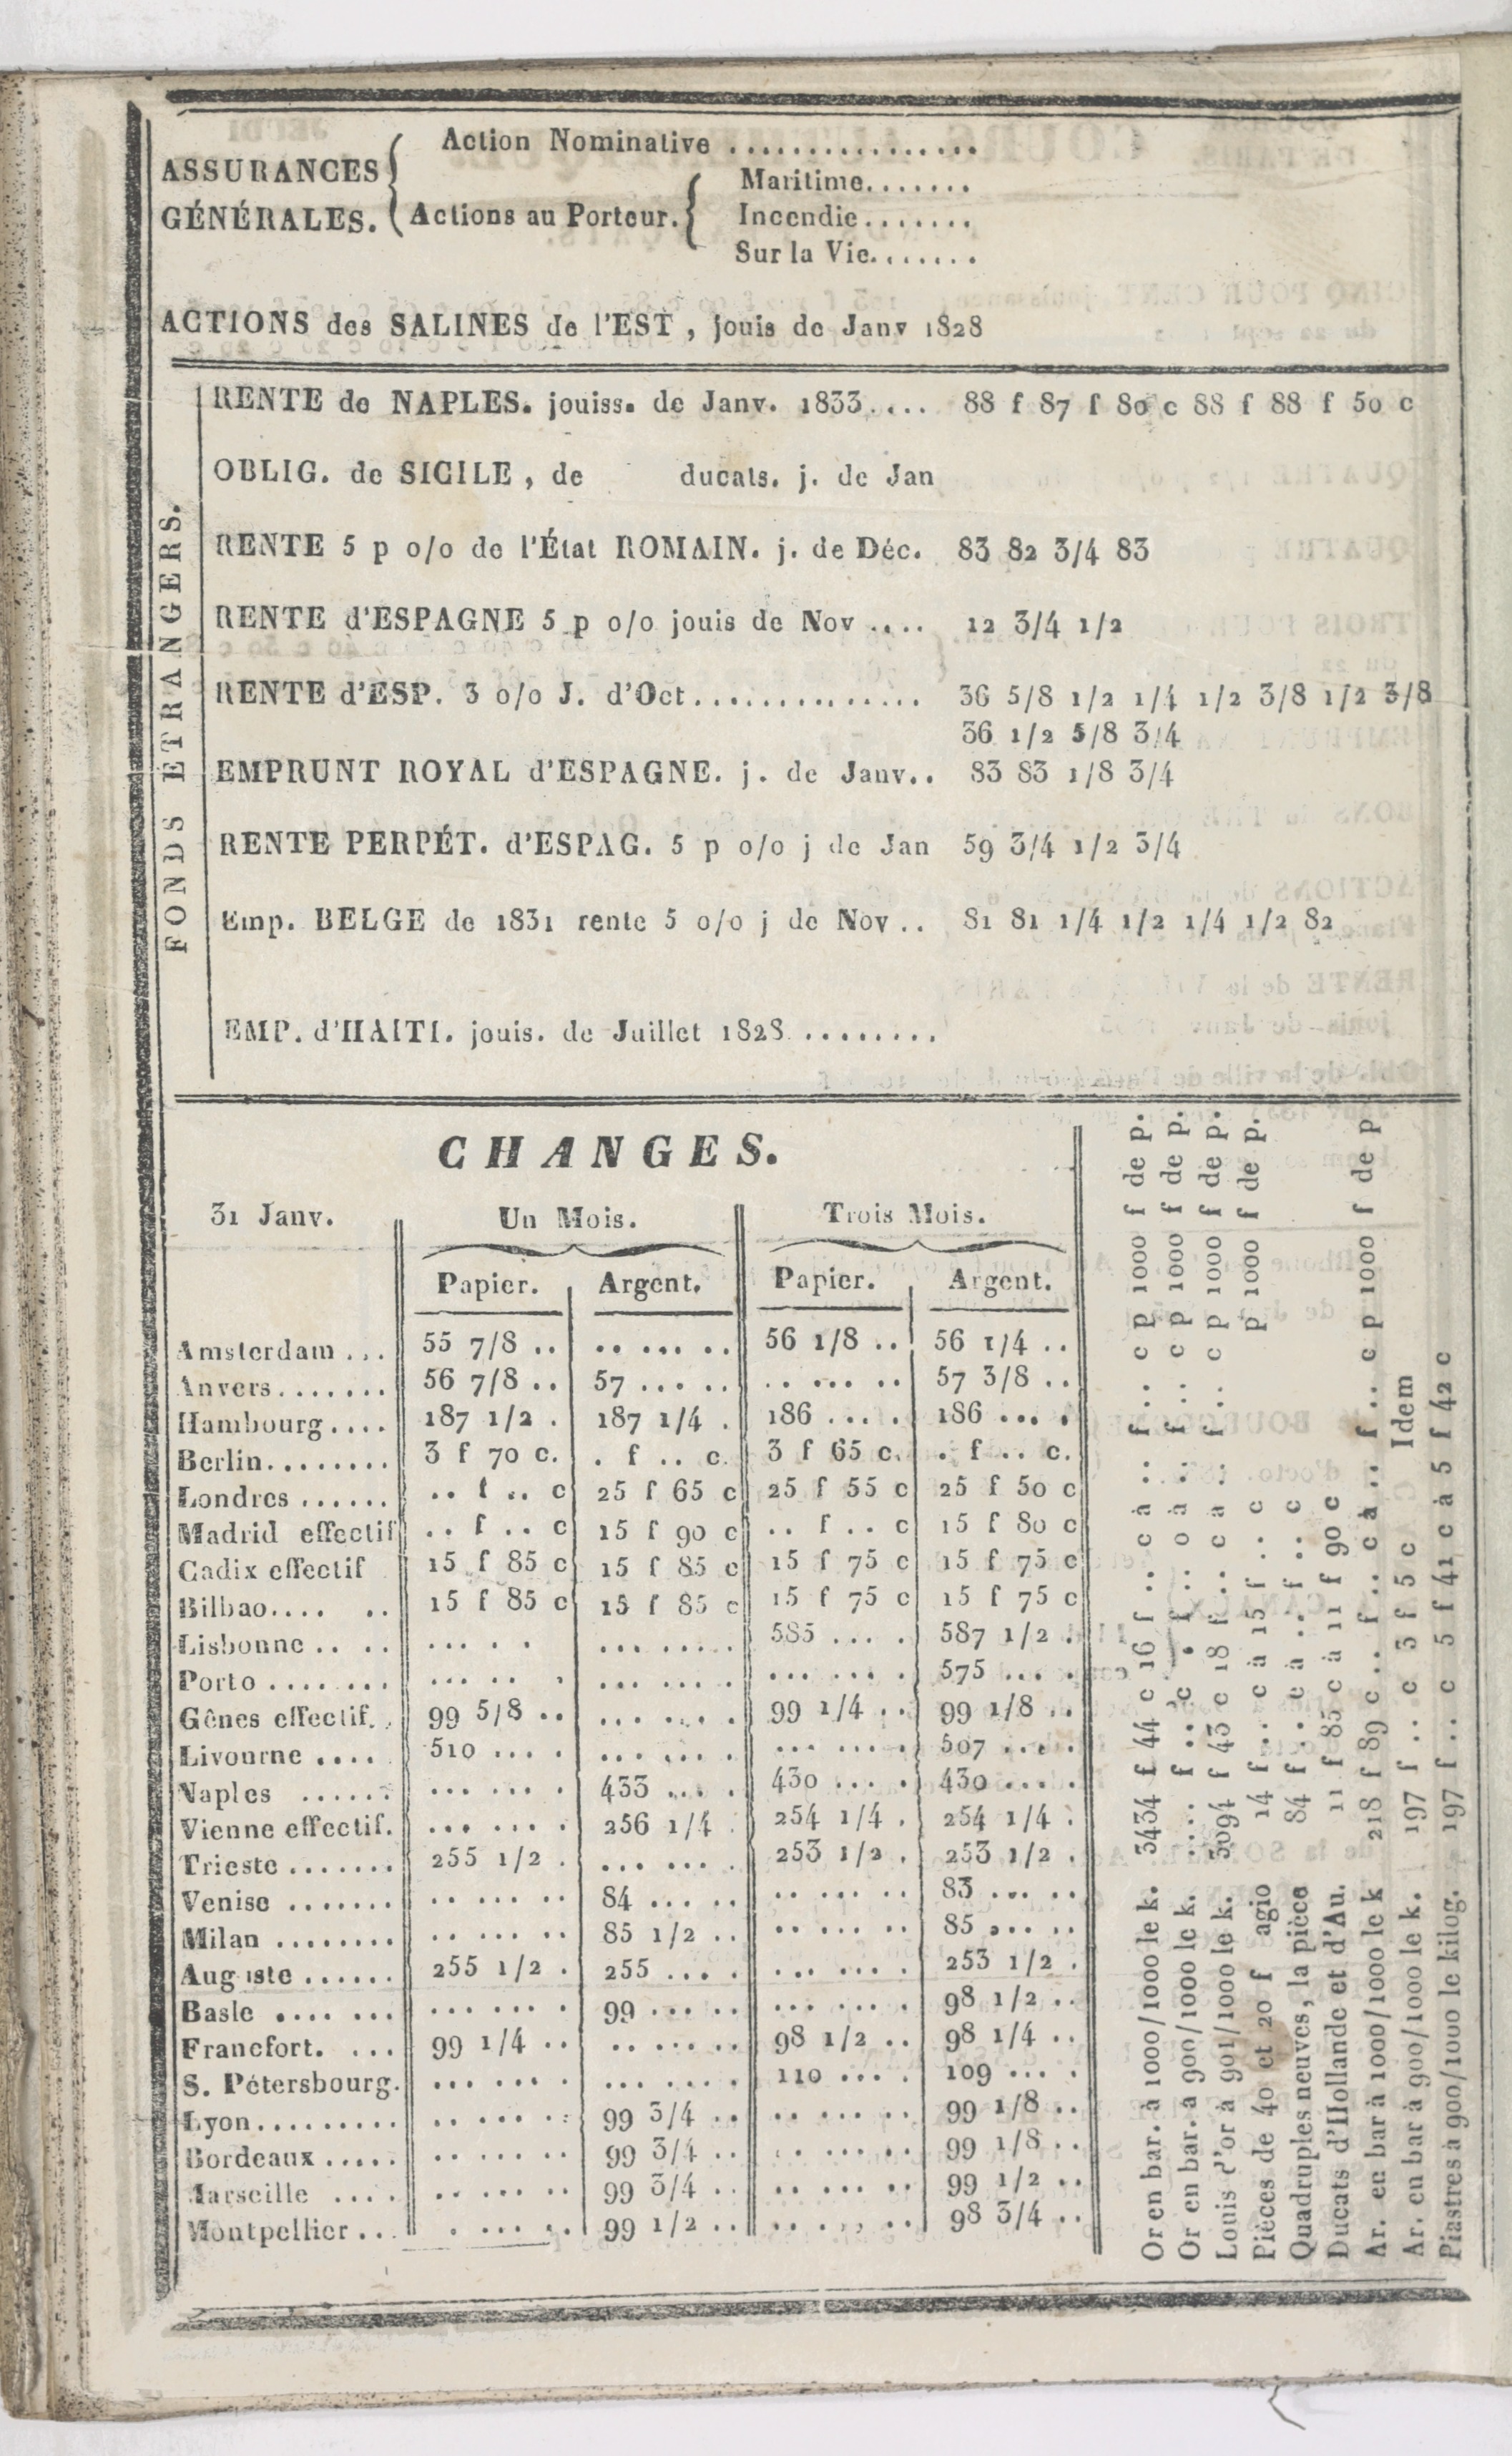 ASSURANCES GÉNÉRALES.
Action Nominative ................
Actions au Porteur.
Maritime.......
Incendie.......
Sur la Vie.......
ACTIONS des SALINES de l'EST , jouis de Janv 1828
FONDS ÉTRANGERS.
RENTE de NAPLES. jouiss. de Janv. 1833.... 88 f 87 f 80 c 88 f 88 f 50 c
OBLIG. de SICILE , de ducats. j. de Jan
RENTE 5 p o/o de l'État ROMAIN. j. de Déc. 83 82 3/4 83
RENTE d'ESPAGNE 5 p o/o jouis de Nov .... 12 3/4 1/2
RENTE d'ESP. 3 o/o J. d'Oct.............. 36 5/8 1/2 1/4 1/2 3/8 1/2 3/8
36 1/2 5/8 3/4
EMPRUNT ROYAL d'ESPAGNE. j. de Janv.. 83 83 1/8 3/4
RENTE PERPÉT. d'ESPAG. 5 p o/o j de Jan 59 3/4 1/2 3/4
Emp. BELGE de 1831 rente 5 o/o j de Nov .. 81 81 1/4 1/2 1/4 1/2 82
EMP. d'HAITI. jouis. de Juillet 1828 ........
CHANGES.
31 Janv. Un Mois. Trois Mois.
Papier. Argent. Papier. Argent.
Amsterdam ... 55 7/8 .. .. ... .. 56 1/8 .. 56 1/4 ..
Anvers....... 56 7/8 .. 57 ... .. .. ... .. 57 3/8 ..
Hambourg.... 187 1/2 . 187 1/4 . 186 ... . 186 ... .
Berlin........ 3 f 70 c. . f .. c. 3 f 65 c. . f .. c.
Londres ...... .. f .. c 25 f 65 c 25 f 55 c 25 f 50 c
Madrid effectif .. f .. c 15 f 90 c .. f .. c 15 f 80 c
Cadix effectif 15 f 85 c 15 f 85 c 15 f 75 c 15 f 75 c
Bilbao.... .. 15 f 85 c 15 f 85 c 15 f 75 c 15 f 75 c
Lisbonne .. .. ... . . ... ... . 585 ... . 587 1/2 .
Porto ........ ... .. . ... ... . ... ... . 575 ... .
Gênes effectif. . 99 5/8 .. ... ... . 99 1/4 .. 99 1/8 ..
Livourne .... 510 ... . ... ... . ... ... . 507 ... .
Naples ...... ... ... . 433 ... . 430 ... . 430 ... .
Vienne effectif. ... ... . 256 1/4 . 254 1/4 . 254 1/4 .
Trieste ....... 255 1/2 . ... ... . 253 1/2 . 253 1/2 .
Venise ....... .. ... .. 84 ... .. .. ... .. 83 ... ..
Milan ........ .. ... .. 85 1/2 .. .. ... .. 85 ... ..
Auguste ...... 255 1/2 . 255 ... . ... ... . 253 1/2 .
Basle .... ... ... ... . 99 ... .. ... ... . 98 1/2 ..
Francfort. ... 99 1/4 .. .. ... .. 98 1/2 .. 98 1/4 ..
S. Pétersbourg. ... ... . ... ... . 110 ... . 109 ... .
Lyon......... .. ... .. 99 3/4 .. .. ... .. 99 1/8 ..
Bordeaux ..... .. ... .. 99 3/4 .. .. ... .. 99 1/8 ..
Marseille .... .. ... .. 99 3/4 .. .. ... .. 99 1/2 ..
Montpellier ... . ... .. 99 1/2 .. .. ... .. 98 3/4 ..
Or en bar. à 1000/1000 le k. 3434 f 44 c 16 f .. c à .. f .. c p 1000 f de p.
Or en bar. a 900/1000 le k. .... f .. c . f .. o à .. f .. c p 1000 f de p.
Louis d'or à 901/1000 le k. 3094 f 43 c 18 f .. c a .. f .. c p 1000 f de p.
Pièces de 40 et 20 f agio 14 f .. c à 15 f .. c p 1000 f de p.
Quadruples neuves, la pièce 84 f .. c à .. f .. c
Ducats d'Hollande et d'Au. 11 f 85 c à 11 f 90 c
Ar. en bar à 1000/1000 le k 218 f 89 c .. f .. c à .. f .. c p 1000 f de p
Ar. en bar à 900/1000 le k. 197 f .. c 3 f 5 c Idem
Piastres à 900/1000 le kilog. 197 f .. c 5 f 41 c à 5 f 42 c